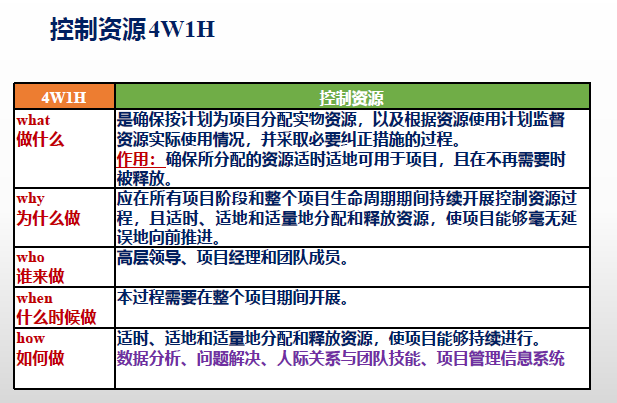 控制资源4W1H
4W1H
控制资源
what
做什么
是确保按计划为项目分配实物资源，以及根据资源使用计划监督
资源实际使用情况，并采取必要纠正措施的过程。
作用：确保所分配的资源适时适地可用于项目，且在不再需要时
被释放。
why
为什么做
应在所有项目阶段和整个项目生命周期期间持续开展控制资源过
程，且适时、适地和适量地分配和释放资源，使项目能够毫无延
误地向前推进。
who
谁来做
高层领导、项目经理和团队成员。
when
什么时候做
本过程需要在整个项目期间开展。
how
如何做
适时、适地和适量地分配和释放资源，使项目能够持续进行。
数据分析、问题解决、人际关系与团队技能、项目管理信息系统